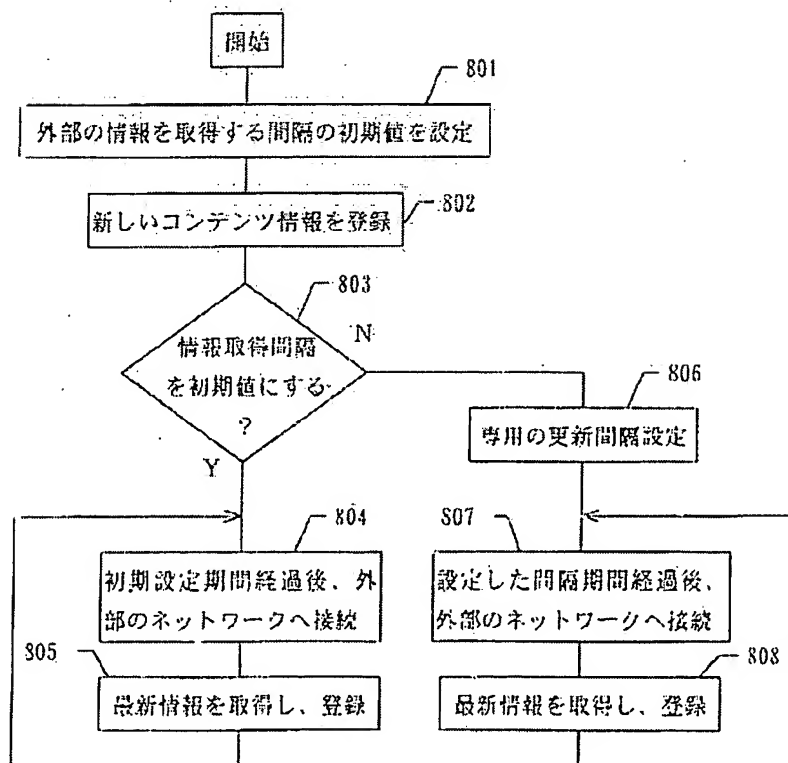 開始
801
外部の情報を取得する間隔の初期値を設定
802
新しいコンテンツ情報を登録
803
情報取得間隔
を初期値にする
?
N
Y
806
専用の更新間隔設定
804
初期設定期間経過後、外
部のネットワークへ接続
807
設定した間隔期間経過後、
外部のネットワークへ接続
805
最新情報を取得し、登録
808
最新情報を取得し、登録